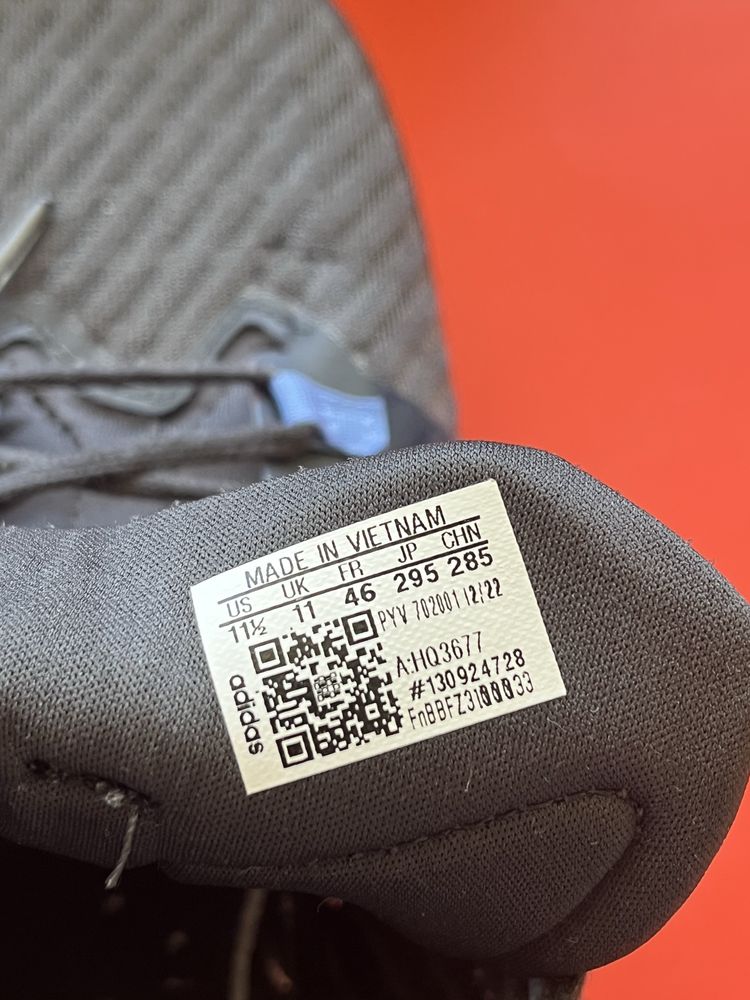 MADE IN VIETNAM
US UK FR JP CHN
11½ 11 46 295 285
PYV 702001 12/22
A:HQ3677
#130924728
adidas